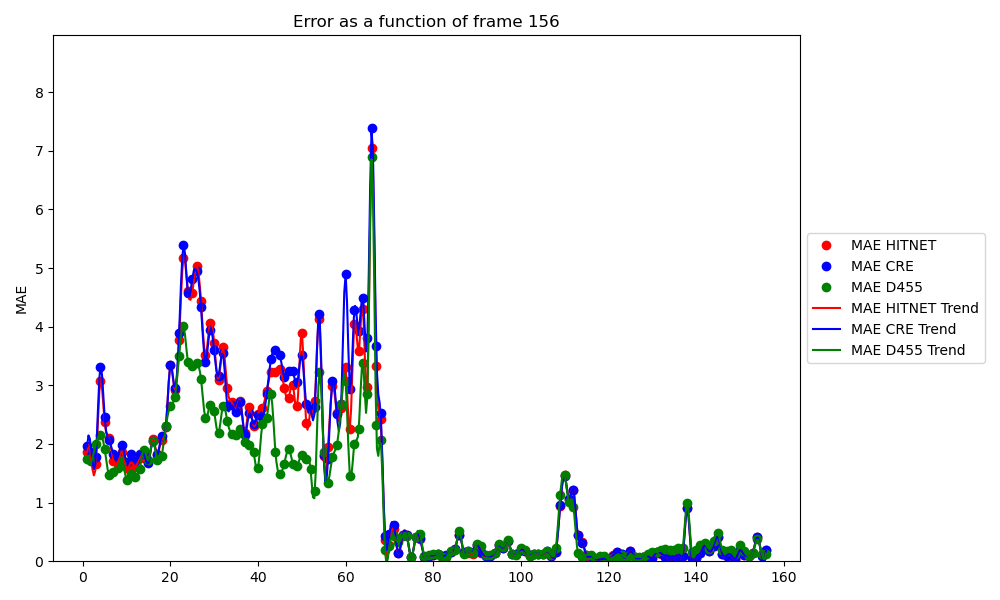 Error as a function of frame 156
MAE
8
7
6
5
4
3
2
1
0
0 20 40 60 80 100 120 140 160
MAE HITNET
MAE CRE
MAE D455
MAE HITNET Trend
MAE CRE Trend
MAE D455 Trend